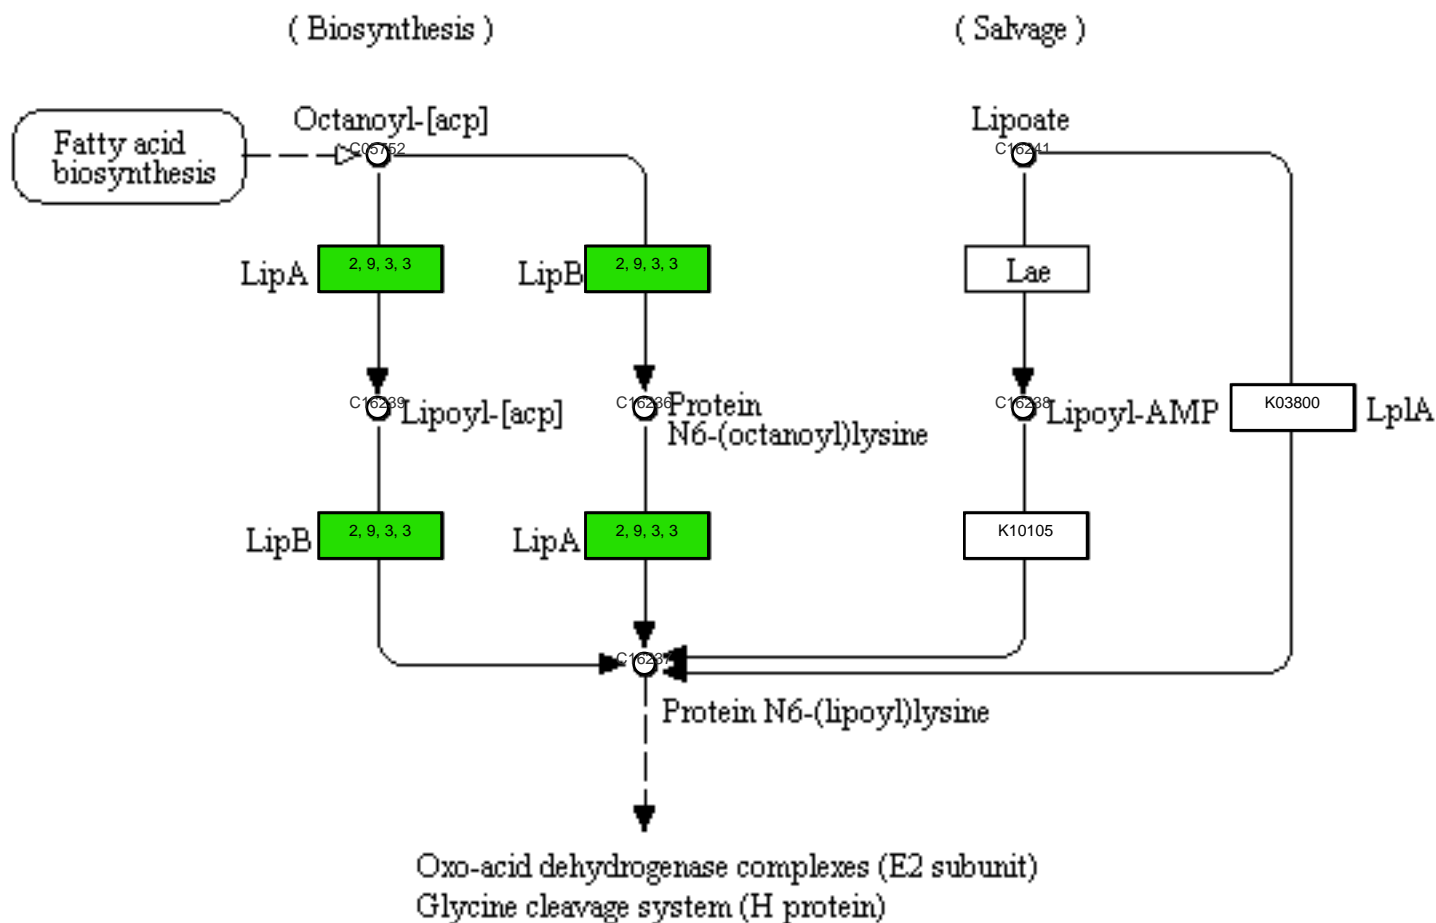 ( Biosynthesis )
( Salvage )
Octanoyl-[acp]
Lipoate
Fatty acid
biosynthesis
C05752
C16241
LipA
2, 9, 3, 3
LipB
2, 9, 3, 3
Lae
C16239
Lipoyl-[acp]
C16236
Protein
N6-(octanoyl)lysine
C16238
Lipoyl-AMP
K03800
LplA
LipB
2, 9, 3, 3
LipA
2, 9, 3, 3
K10105
C16237
Protein N6-(lipoyl)lysine
Oxo-acid dehydrogenase complexes (E2 subunit)
Glycine cleavage system (H protein)